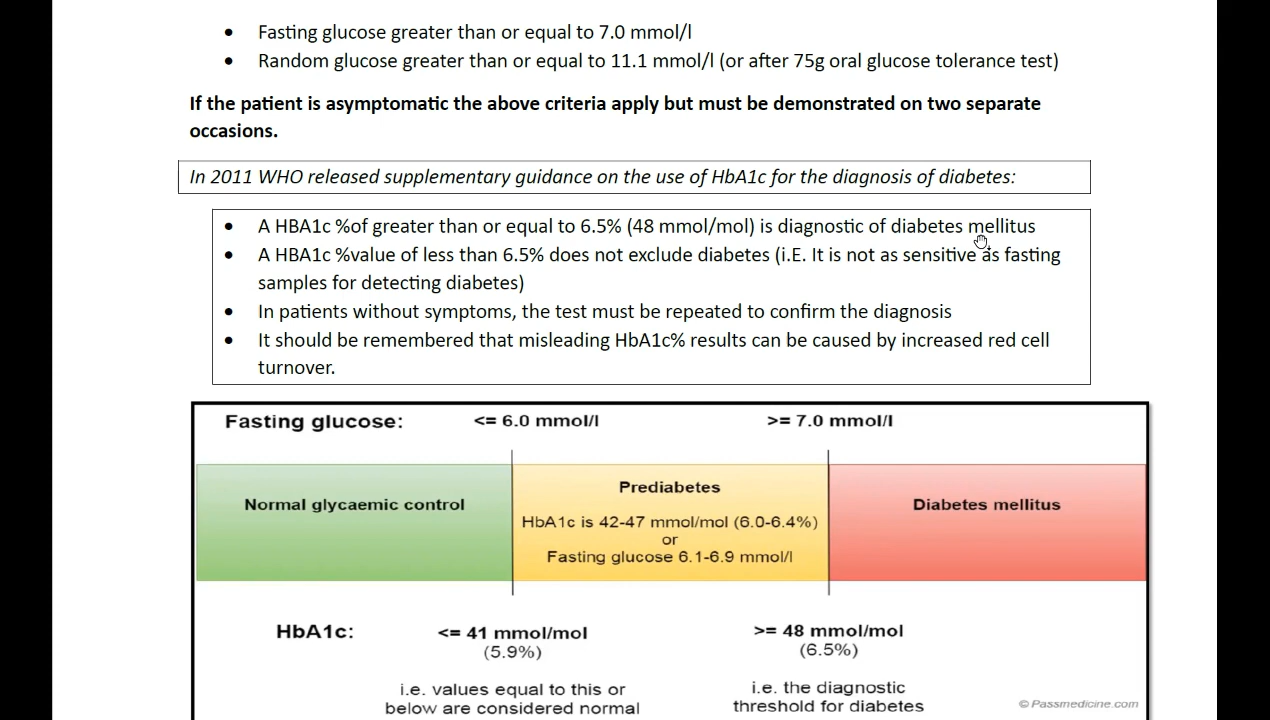 Fasting glucose greater than or equal to 7.0 mmol/l
Random glucose greater than or equal to 11.1 mmol/l (or after 75g oral glucose tolerance test)
If the patient is asymptomatic the above criteria apply but must be demonstrated on two separate
occasions.
In 2011 WHO released supplementary guidance on the use of HbA1c for the diagnosis of diabetes:
A HBA1c %of greater than or equal to 6.5% (48 mmol/mol) is diagnostic of diabetes mellitus
A HBA1c %value of less than 6.5% does not exclude diabetes (i.E. It is not as sensitive as fasting
samples for detecting diabetes)
In patients without symptoms, the test must be repeated to confirm the diagnosis
It should be remembered that misleading HbA1c% results can be caused by increased red cell
turnover.
Fasting glucose: <= 6.0 mmol/l >= 7.0 mmol/l
Prediabetes
Normal glycaemic control Diabetes mellitus
HbA1c is 42-47 mmol/mol (6.0-6.4%)
or
Fasting glucose 6.1-6.9 mmol/l
HbA1c: <= 41 mmol/mol >= 48 mmol/mol
(5.9%) (6.5%)
i.e. values equal to this or i.e. the diagnostic
below are considered normal threshold for diabetes
© Passmedicine.com